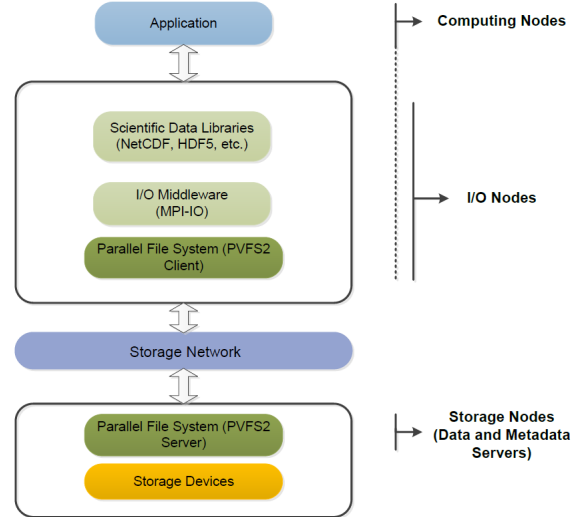 Application
Computing Nodes
Scientific Data Libraries
(NetCDF, HDF5, etc.)
I/O Middleware
(MPI-IO)
I/O Nodes
Parallel File System (PVFS2
Client)
Storage Network
Parallel File System (PVFS2
Server)
Storage Nodes
(Data and Metadata
Servers)
Storage Devices